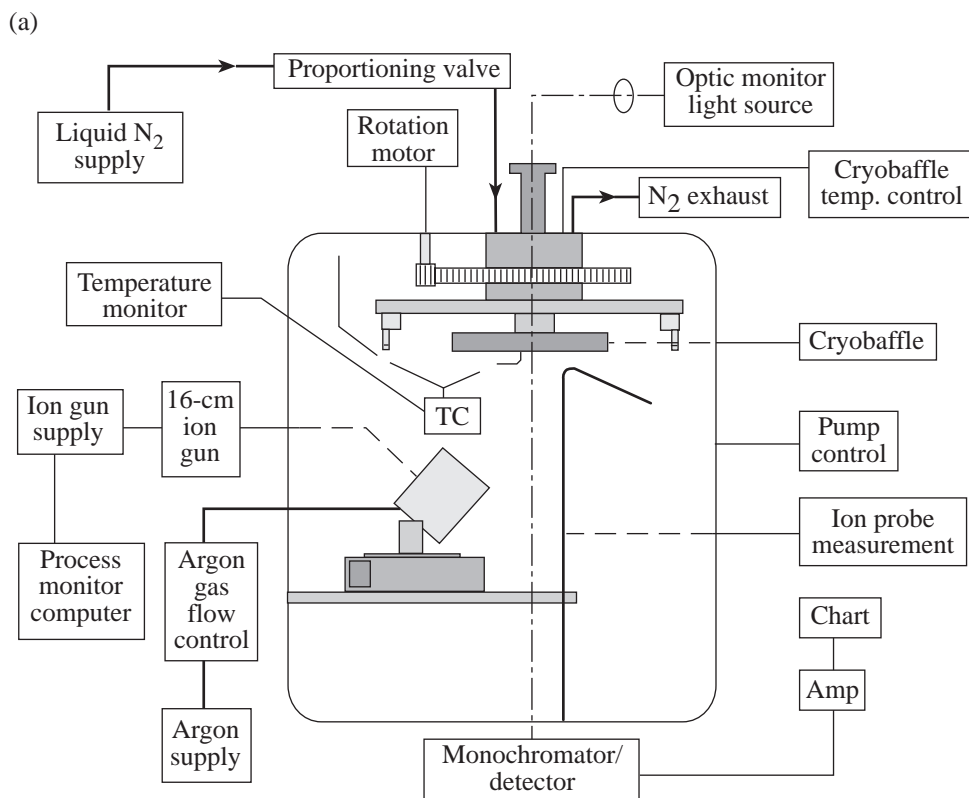 (a)
Proportioning valve
Optic monitor
light source
Liquid N₂
supply
Rotation
motor
Cryobaffle
temp. control
N₂ exhaust
Temperature
monitor
Cryobaffle
TC
Ion gun
supply
16-cm
ion
gun
Pump
control
Ion probe
measurement
Process
monitor
computer
Argon
gas
flow
control
Chart
Amp
Argon
supply
Monochromator/
detector